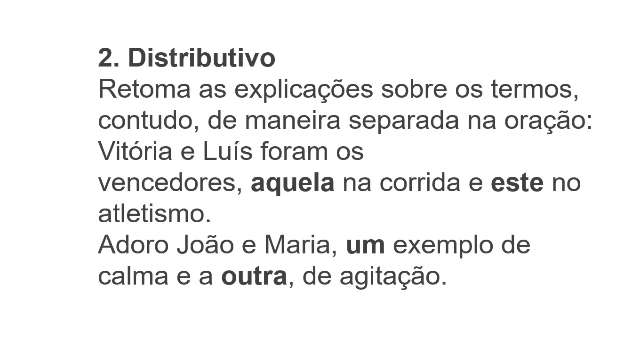 2. Distributivo
Retoma as explicações sobre os termos,
contudo, de maneira separada na oração:
Vitória e Luís foram os
vencedores, aquela na corrida e este no
atletismo.
Adoro João e Maria, um exemplo de
calma e a outra, de agitação.